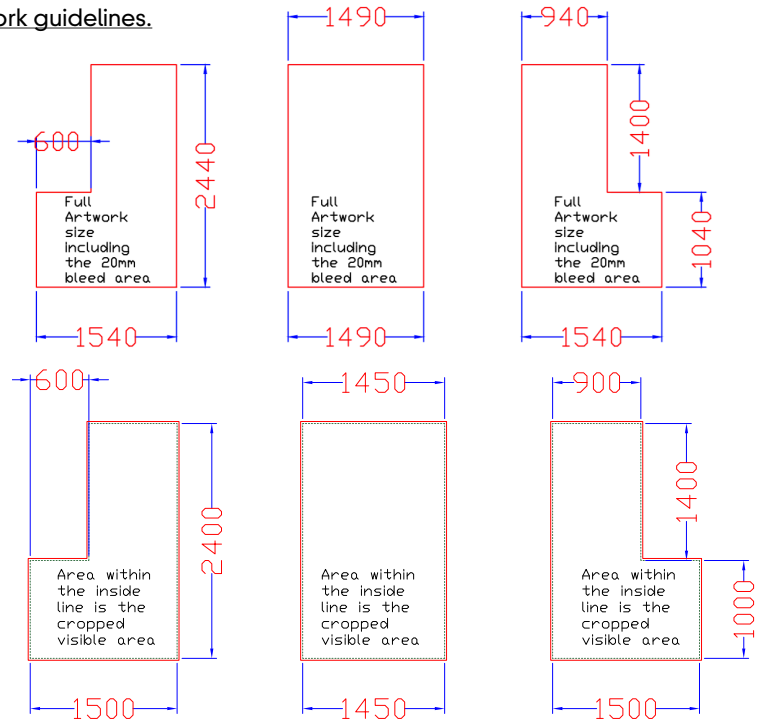 ork guidelines.
1490
940
600
2440
1400
Full
Artwork
size
including
the 20mm
bleed area
Full
Artwork
size
including
the 20mm
bleed area
Full
Artwork
size
including
the 20mm
bleed area
1040
1540
1490
1540
600
1450
900
2400
1400
Area within
the inside
line is the
cropped
visible area
Area within
the inside
line is the
cropped
visible area
Area within
the inside
line is the
cropped
visible area
1000
1500
1450
1500